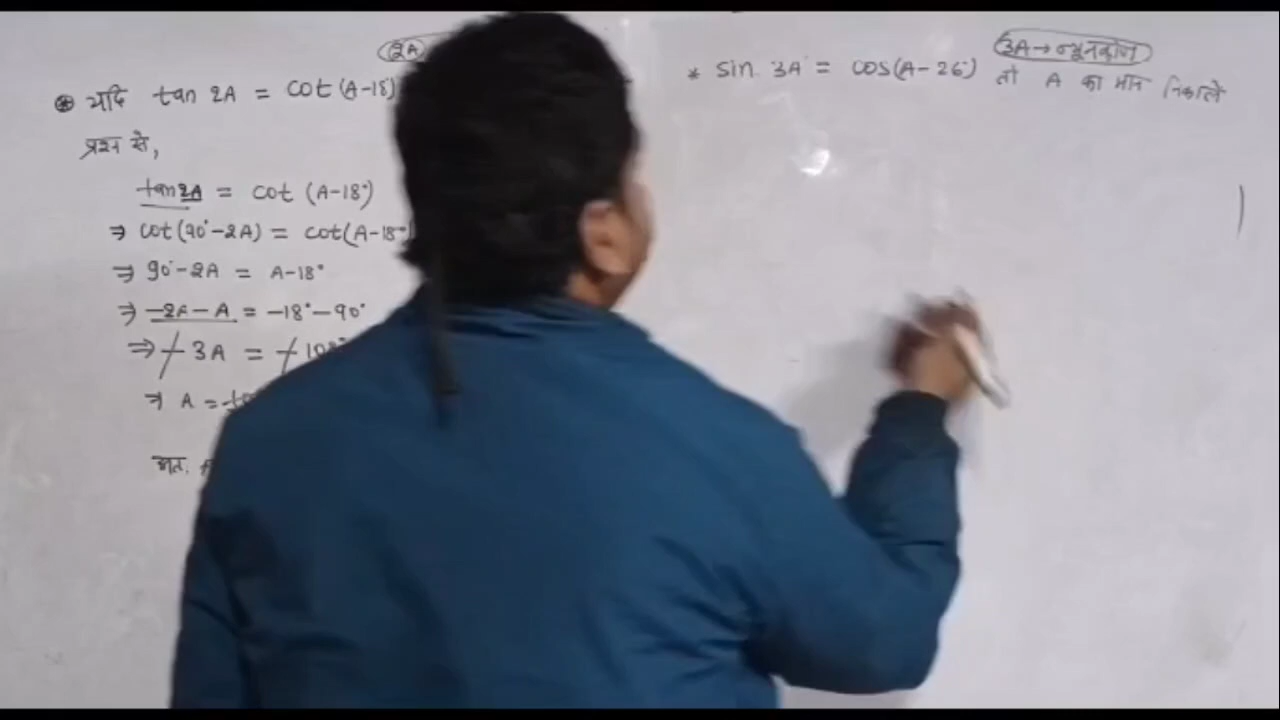 2A
* यदि tan 2A = cot (A-18°)
प्रश्न से,
tan 2A = cot (A-18°)
⇒ cot(90°-2A) = cot(A-18°)
⇒ 90°-2A = A-18°
⇒ -2A-A = -18°-90°
⇒ -3A = -108°
⇒ A =
अतः
3A → न्यूनकोण
* sin 3A = cos(A-26°) तो A का मान निकाले